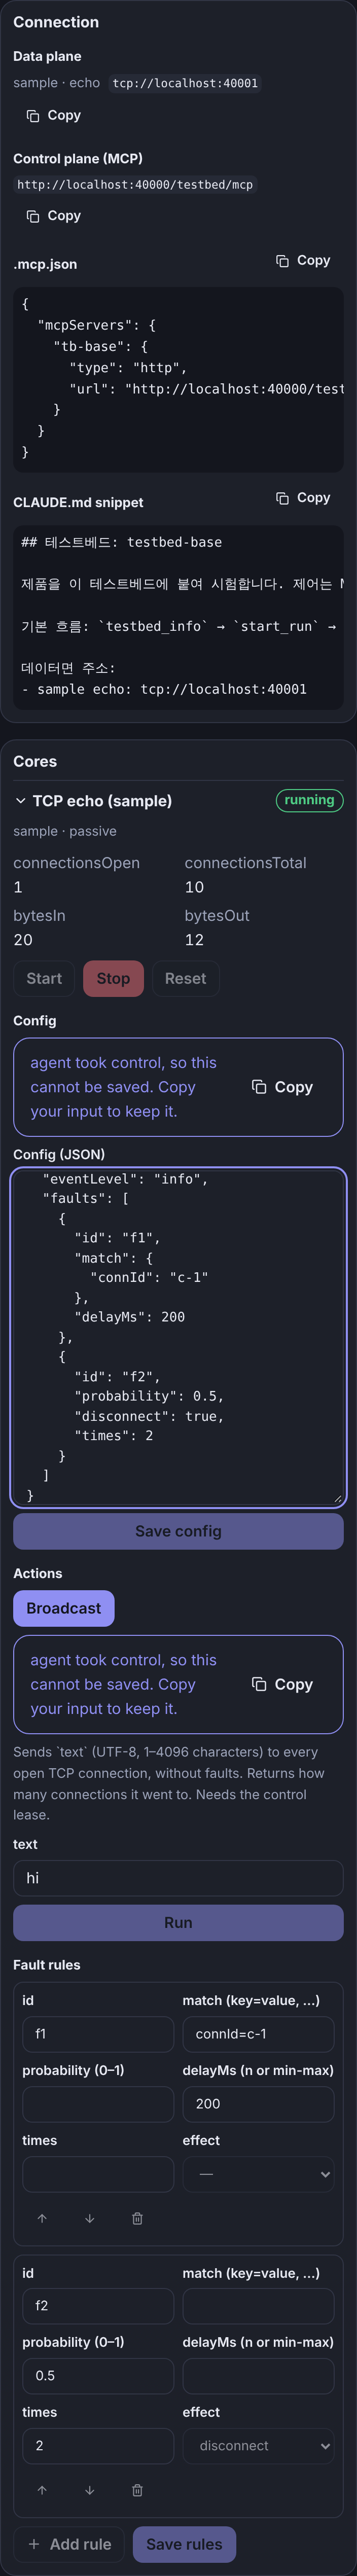 Connection
Data plane
sample · echo tcp://localhost:40001
Copy
Control plane (MCP)
http://localhost:40000/testbed/mcp
Copy
.mcp.json
Copy
{
"mcpServers": {
"tb-base": {
"type": "http",
"url": "http://localhost:40000/test
}
}
}
CLAUDE.md snippet
Copy
## 테스트베드: testbed-base
제품을 이 테스트베드에 붙여 시험합니다. 제어는
기본 흐름: `testbed_info` → `start_run` →
데이터면 주소:
- sample echo: tcp://localhost:40001
Cores
TCP echo (sample)
running
sample · passive
connectionsOpen connectionsTotal
1 10
bytesIn bytesOut
20 12
Start Stop Reset
Config
agent took control, so this
cannot be saved. Copy
your input to keep it.
Copy
Config (JSON)
"eventLevel": "info",
"faults": [
{
"id": "f1",
"match": {
"connId": "c-1"
},
"delayMs": 200
},
{
"id": "f2",
"probability": 0.5,
"disconnect": true,
"times": 2
}
]
}
Save config
Actions
Broadcast
agent took control, so this
cannot be saved. Copy
your input to keep it.
Copy
Sends `text` (UTF-8, 1–4096 characters) to every
open TCP connection, without faults. Returns how
many connections it went to. Needs the control
lease.
text
hi
Run
Fault rules
id match (key=value, ...)
f1 connId=c-1
probability (0–1) delayMs (n or min-max)
200
times effect
—
id match (key=value, ...)
f2
probability (0–1) delayMs (n or min-max)
0.5
times effect
2 disconnect
+ Add rule Save rules